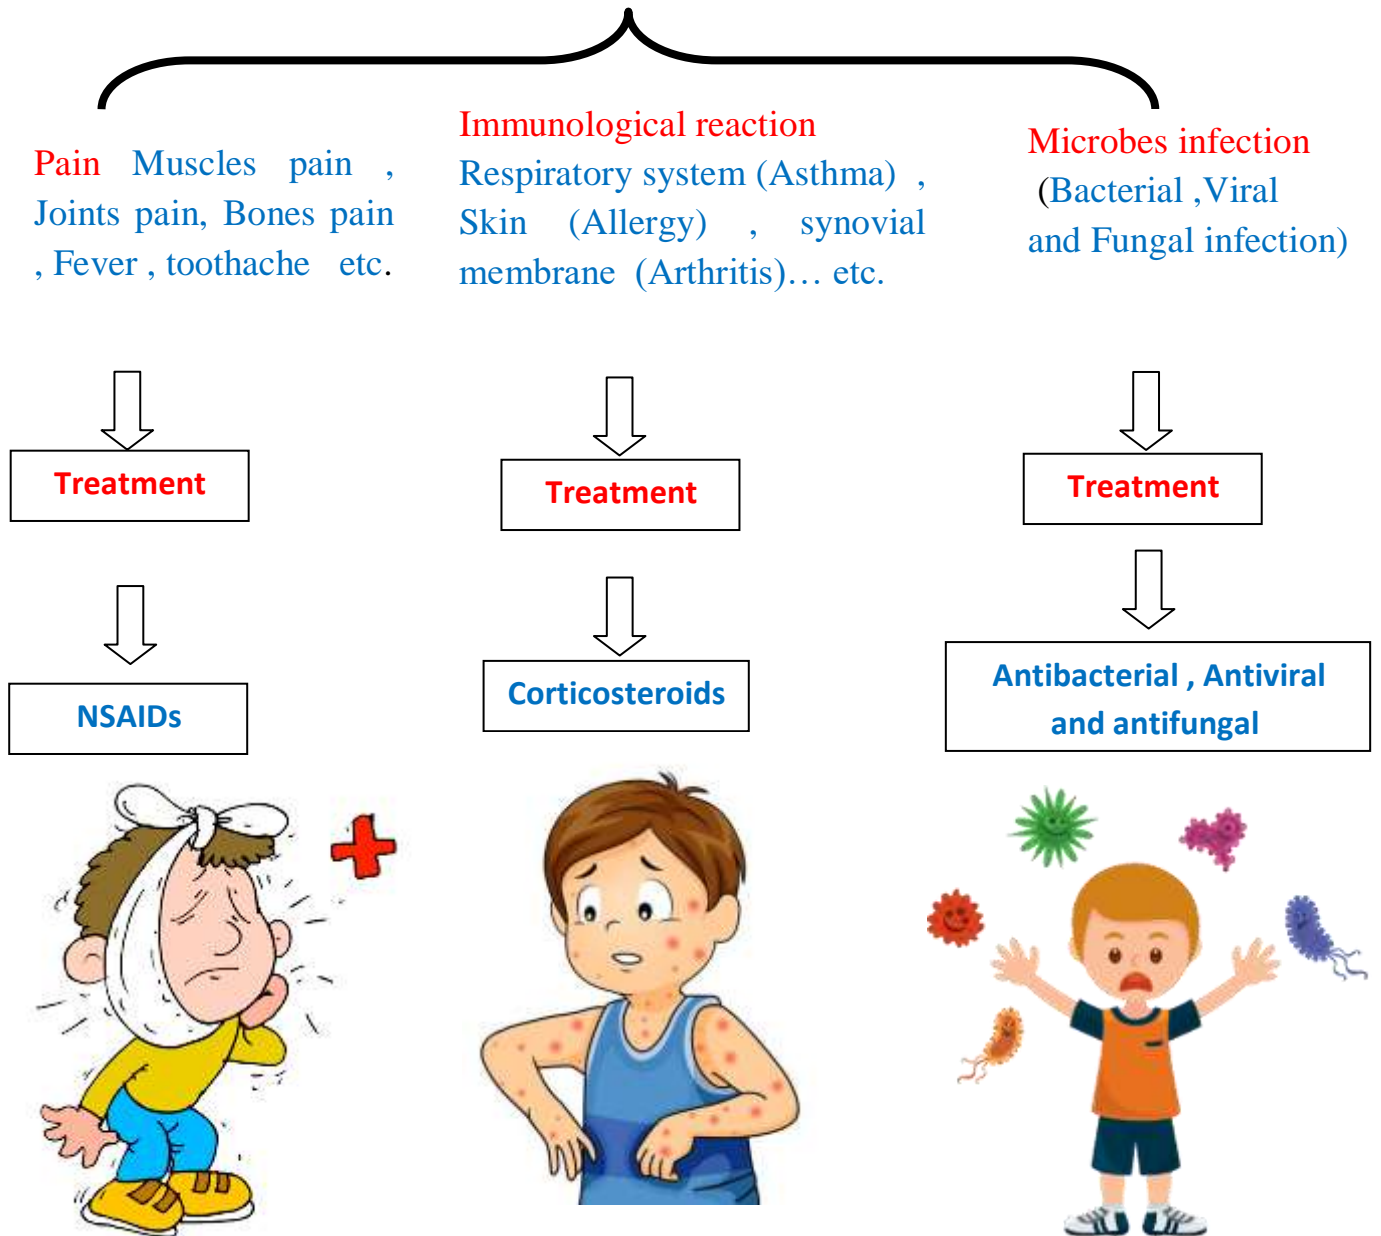 Pain Muscles pain ,
Joints pain, Bones pain
, Fever , toothache etc.
Immunological reaction
Respiratory system (Asthma) ,
Skin (Allergy) , synovial
membrane (Arthritis)… etc.
Microbes infection
(Bacterial ,Viral
and Fungal infection)
Treatment
Treatment
Treatment
NSAIDs
Corticosteroids
Antibacterial , Antiviral
and antifungal